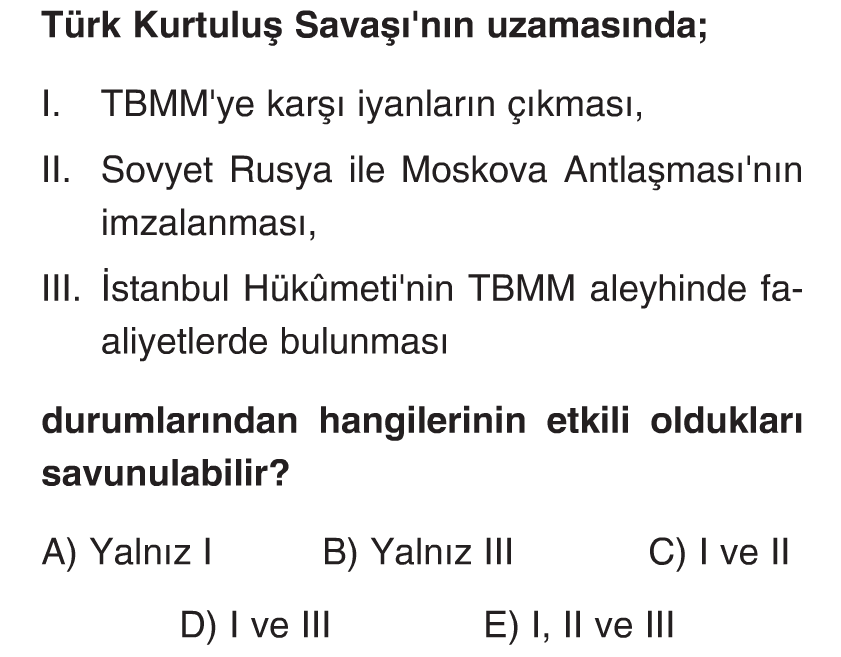 Türk Kurtuluş Savaşı'nın uzamasında;
I. TBMM'ye karşı iyanların çıkması,
II. Sovyet Rusya ile Moskova Antlaşması'nın
imzalanması,
III. İstanbul Hükûmeti'nin TBMM aleyhinde fa-
aliyetlerde bulunması
durumlarından hangilerinin etkili oldukları
savunulabilir?
A) Yalnız I B) Yalnız III C) I ve II
D) I ve III E) I, II ve III